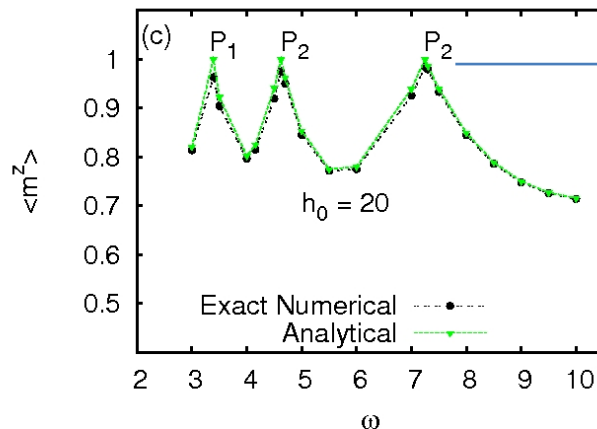 (c)
P1 P2 P2
1
0.9
0.8
0.7
0.6
0.5
<m^z>
h0 = 20
Exact Numerical
Analytical
2 3 4 5 6 7 8 9 10
ω